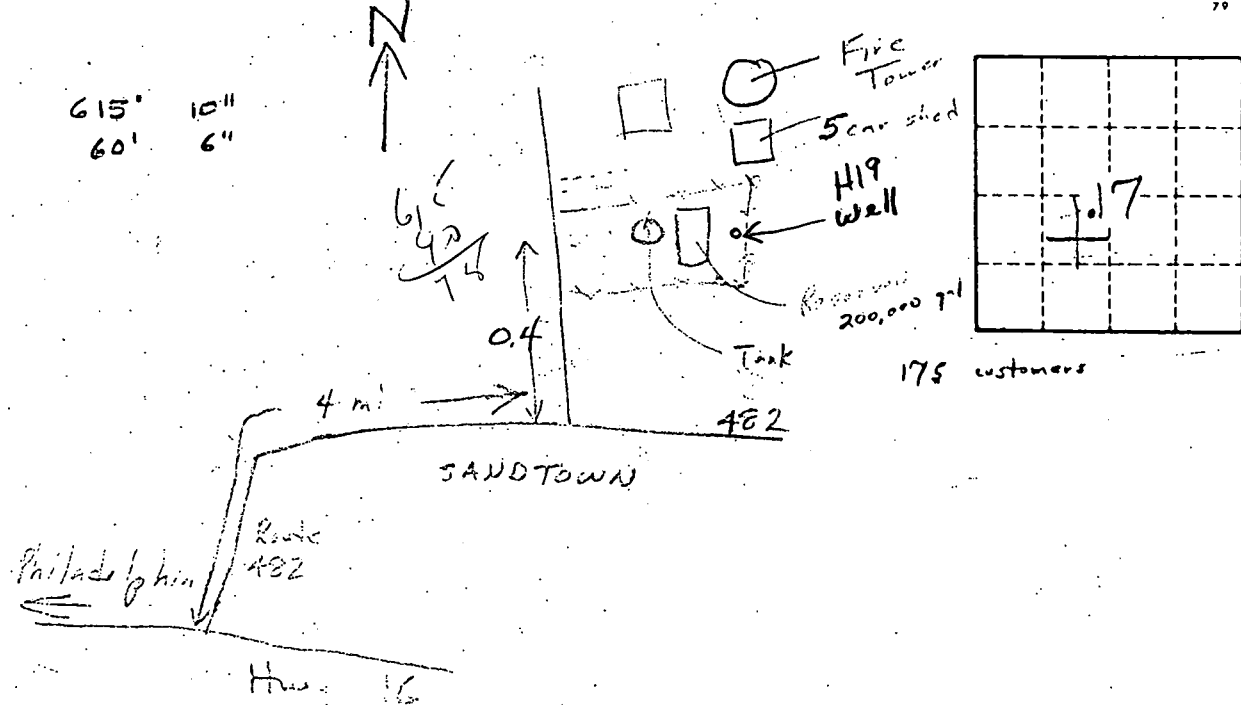 79
N
615' 10"
60' 6"
Fire
Tower
5 car shed
H19
well
.17
Reservoir
200,000 gal
0.4
Tank
175 customers
4 mi
482
SANDTOWN
Route
482
Philadelphia
Hwy 16